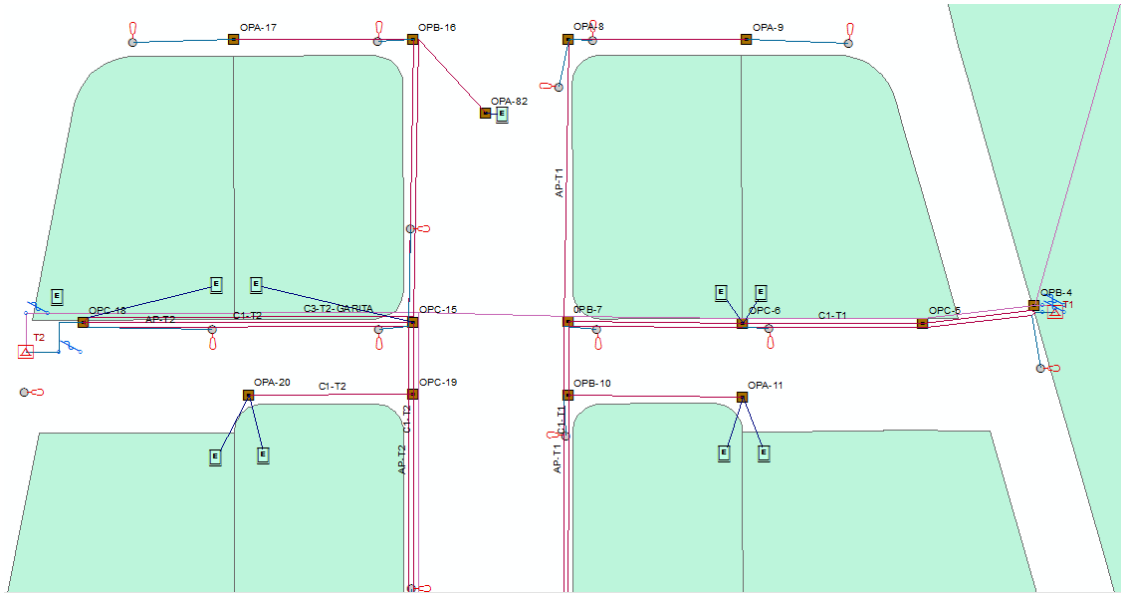 OPA-17
OPB-16
OPA-8
OPA-9
OPA-82
E
AP-T1
E
E
E
E
E
OPC-18
C3-T2-GARITA
OPC-15
OPB-7
OPC-6
OPC-5
OPB-4
T1
AP-T2
C1-T2
C1-T1
T2
OPA-20
C1-T2
OPC-19
OPB-10
OPA-11
C1-T2
C1-T1
AP-T2
AP-T1
E
E
E
E